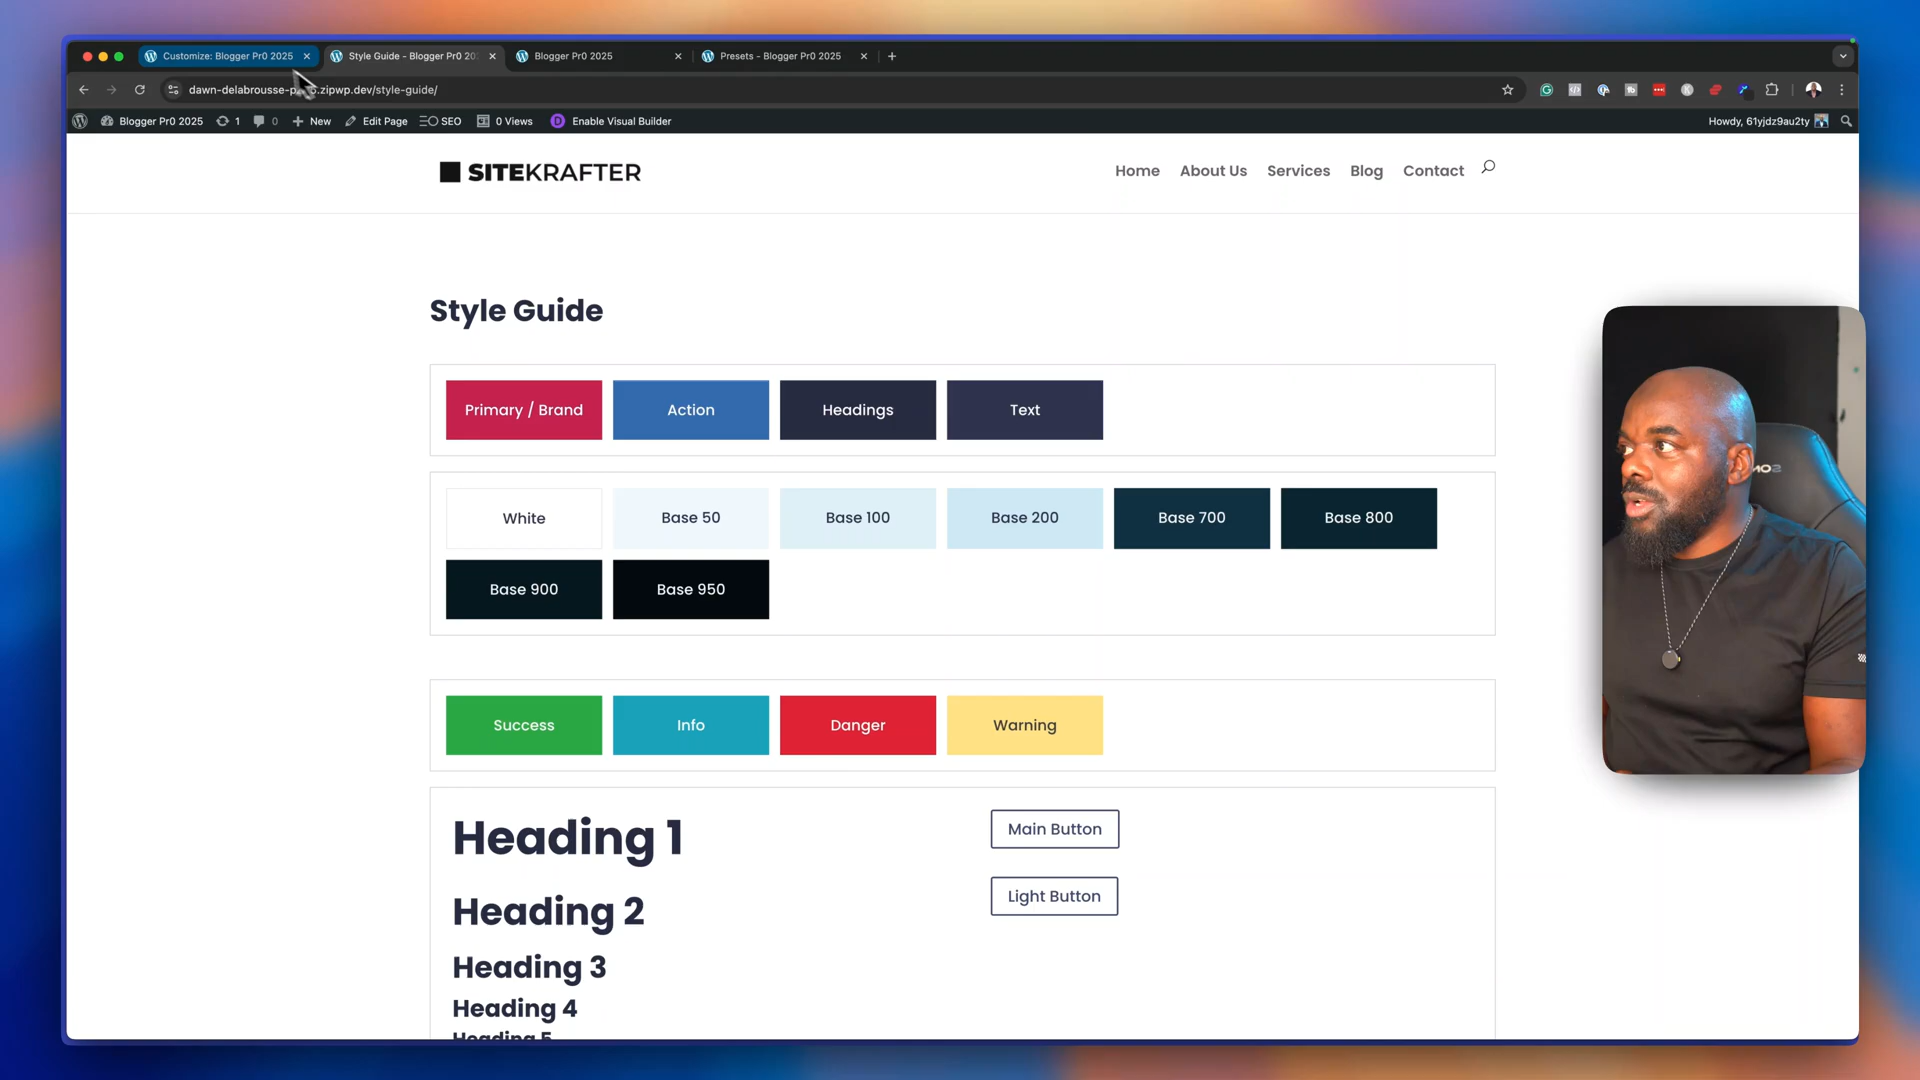 Customize: Blogger Pr0 2025
Style Guide - Blogger Pr0 20
Blogger Pr0 2025
Presets - Blogger Pr0 2025
zipwp.dev/style-guide/
Blogger Pr0 2025 1 0 New Edit Page SEO 0 Views D Enable Visual Builder
Howdy, 61yjdz9au2ty
SITEKRAFTER
Home About Us Services Blog Contact
Style Guide
Primary / Brand Action Headings Text
White Base 50 Base 100 Base 200 Base 700 Base 800
Base 900 Base 950
Success Info Danger Warning
Heading 1
Main Button
Heading 2
Light Button
Heading 3
Heading 4
Heading 5